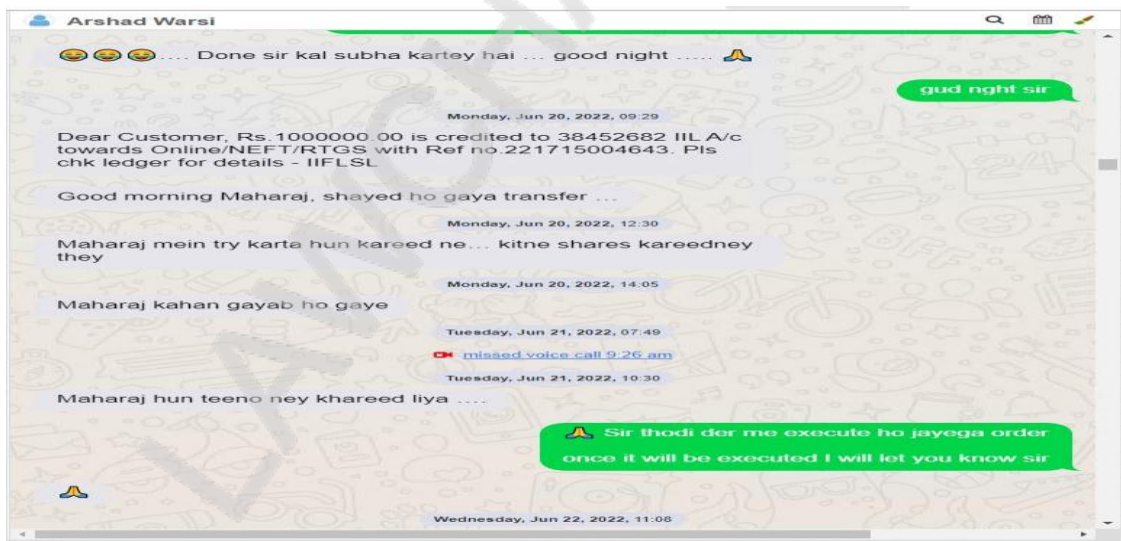 Arshad Warsi
😂😂😂.... Done sir kal subha kartey hai ... good night ..... 🙏
gud nght sir
Monday, Jun 20, 2022, 09:29
Dear Customer, Rs.1000000.00 is credited to 38452682 IIL A/c
towards Online/NEFT/RTGS with Ref no.221715004643. Pls
chk ledger for details - IIFLSL
Good morning Maharaj, shayed ho gaya transfer ...
Monday, Jun 20, 2022, 12:30
Maharaj mein try karta hun kareed ne... kitne shares kareedney
they
Monday, Jun 20, 2022, 14:05
Maharaj kahan gayab ho gaye
Tuesday, Jun 21, 2022, 07:49
missed voice call 9:26 am
Tuesday, Jun 21, 2022, 10:30
Maharaj hun teeno ney khareed liya ....
🙏 Sir thodi der me execute ho jayega order
once it will be executed I will let you know sir
🙏
Wednesday, Jun 22, 2022, 11:08